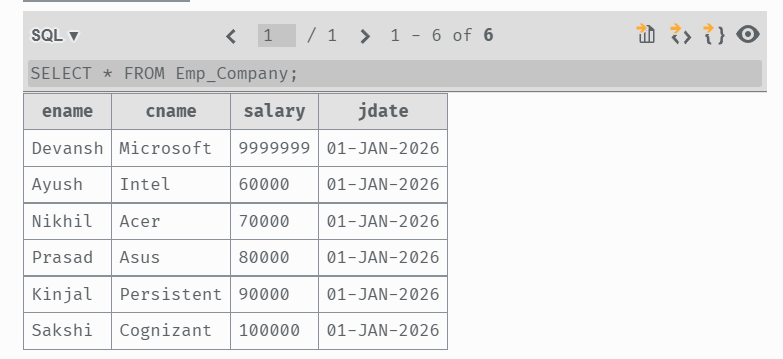 SQL ▼ < 1 / 1 > 1 - 6 of 6
SELECT * FROM Emp_Company;
ename cname salary jdate
Devansh Microsoft 9999999 01-JAN-2026
Ayush Intel 60000 01-JAN-2026
Nikhil Acer 70000 01-JAN-2026
Prasad Asus 80000 01-JAN-2026
Kinjal Persistent 90000 01-JAN-2026
Sakshi Cognizant 100000 01-JAN-2026